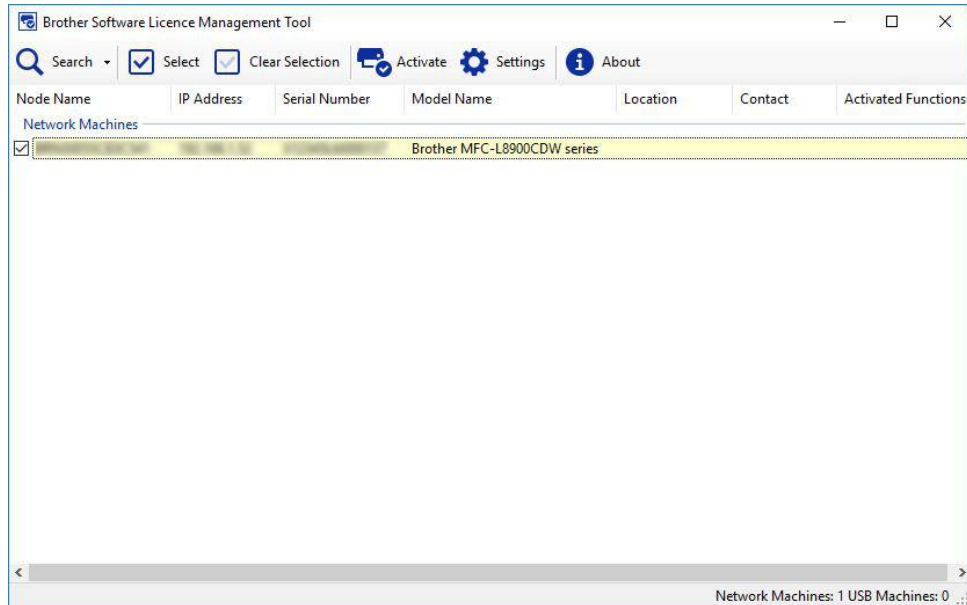 Brother Software Licence Management Tool
Search Select Clear Selection Activate Settings About
Node Name IP Address Serial Number Model Name Location Contact Activated Functions
Network Machines
Brother MFC-L8900CDW series
Network Machines: 1 USB Machines: 0